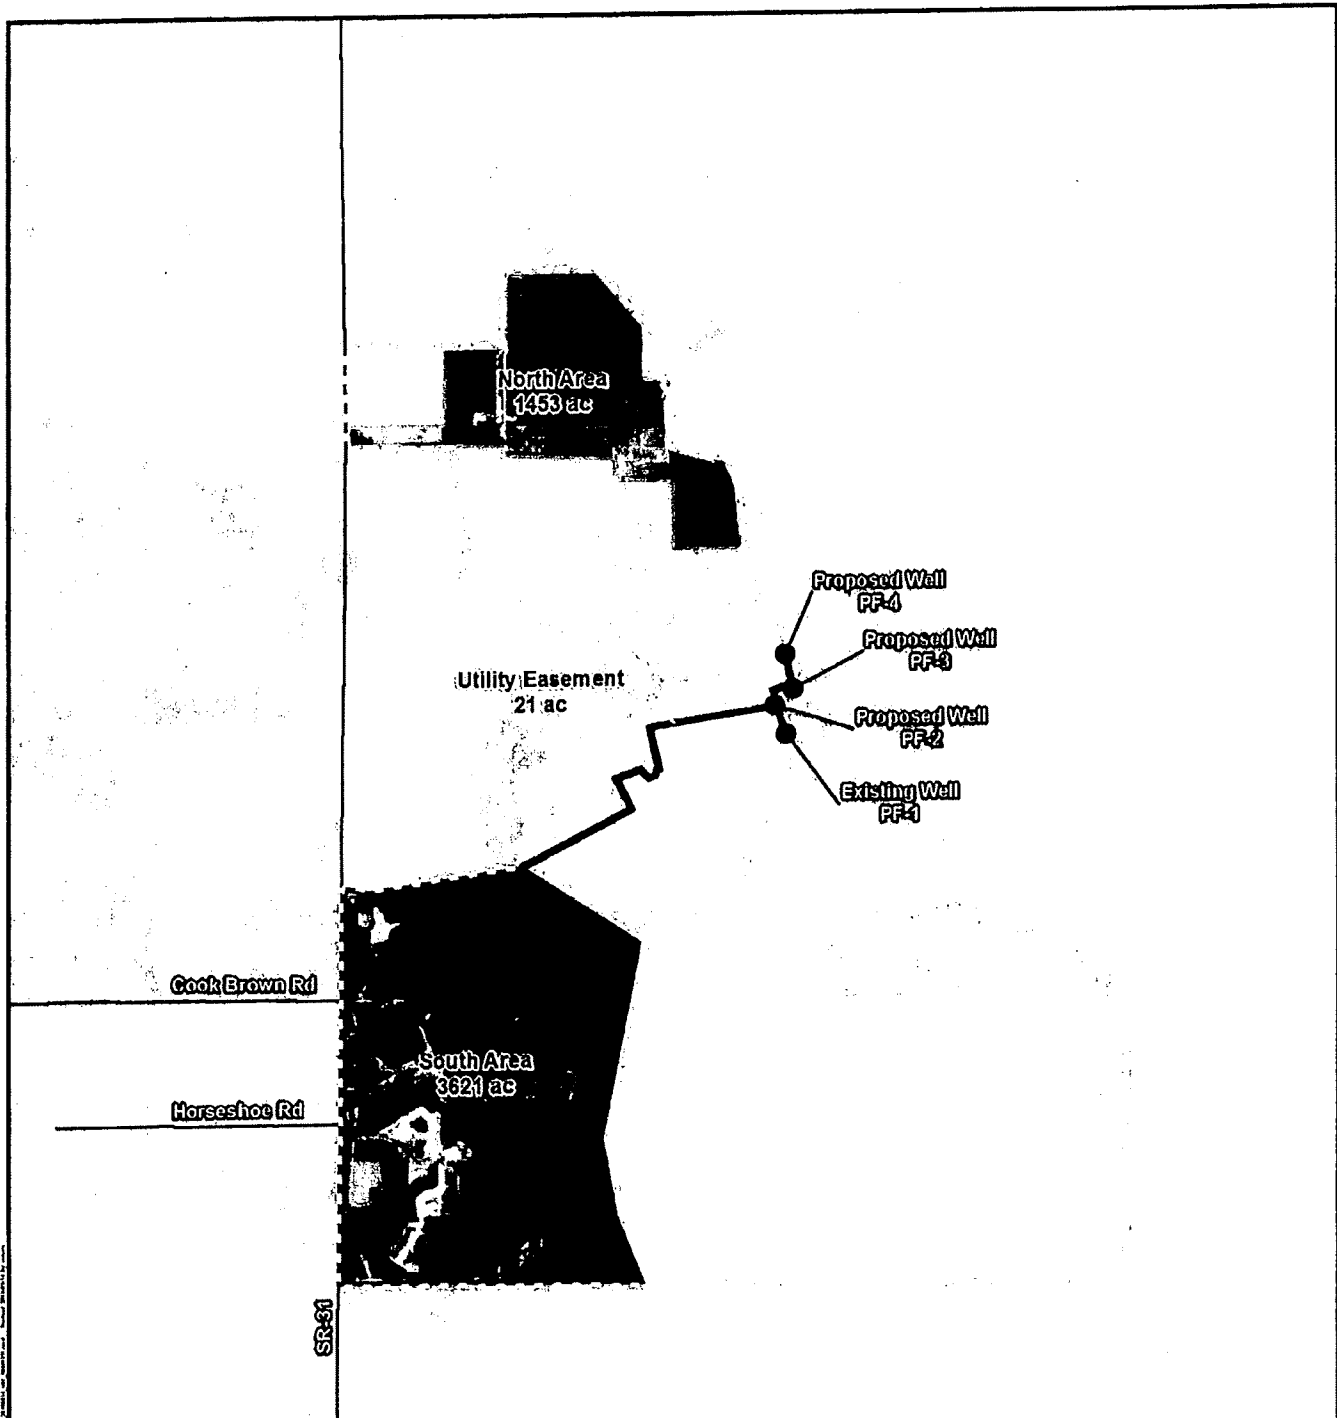 North Area
1453 ac
Proposed Well
PF-4
Proposed Well
PF-3
Utility Easement
21 ac
Proposed Well
PF-2
Existing Well
PF-1
Cook Brown Rd
South Area
3621 ac
Horseshoe Rd
SR-31